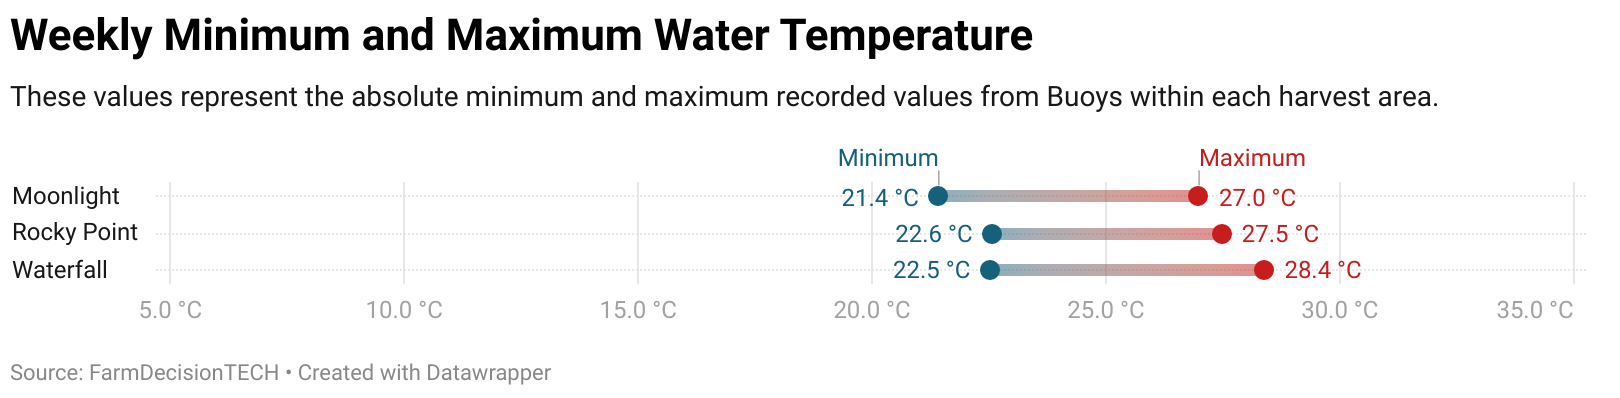 Weekly Minimum and Maximum Water Temperature
These values represent the absolute minimum and maximum recorded values from Buoys within each harvest area.
Minimum Maximum
Moonlight 21.4 °C 27.0 °C
Rocky Point 22.6 °C 27.5 °C
Waterfall 22.5 °C 28.4 °C
5.0 °C 10.0 °C 15.0 °C 20.0 °C 25.0 °C 30.0 °C 35.0 °C
Source: FarmDecisionTECH • Created with Datawrapper